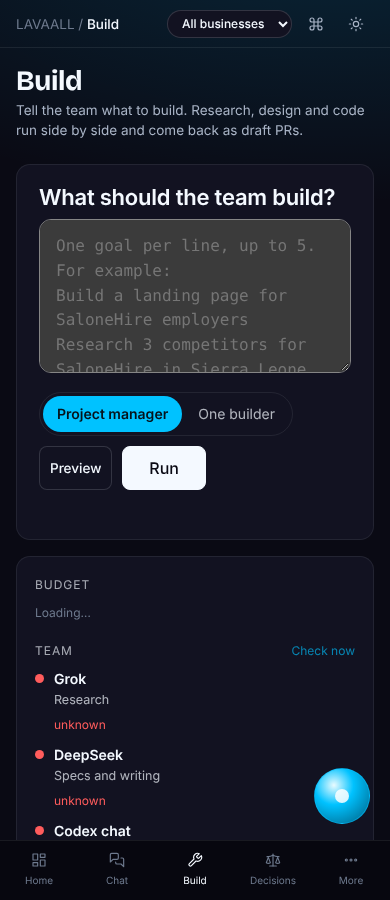 LAVAALL / Build
All businesses
Build
Tell the team what to build. Research, design and code
run side by side and come back as draft PRs.
What should the team build?
One goal per line, up to 5.
For example:
Build a landing page for
SaloneHire employers
Research 3 competitors for
SaloneHire in Sierra Leone
Project manager
One builder
Preview
Run
BUDGET
Loading...
TEAM
Check now
Grok
Research
unknown
DeepSeek
Specs and writing
unknown
Codex chat
Home
Chat
Build
Decisions
More